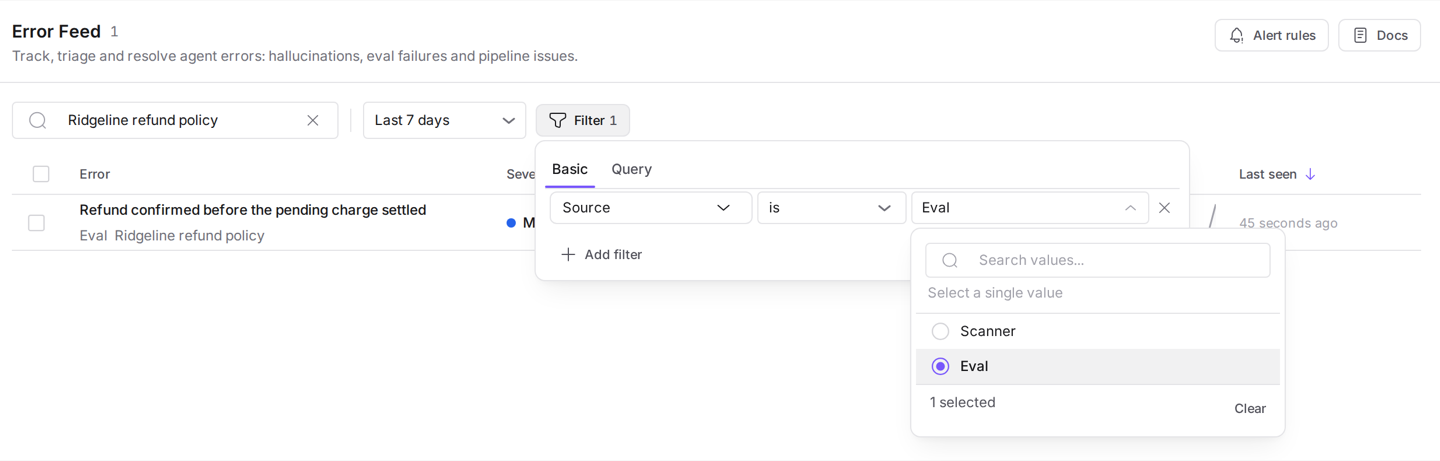 Error Feed 1
Track, triage and resolve agent errors: hallucinations, eval failures and pipeline issues.
Alert rules
Docs
Ridgeline refund policy
Last 7 days
Filter 1
Basic Query
Source is Eval
Add filter
Search values...
Select a single value
Scanner
Eval
1 selected
Clear
Error Last seen
Refund confirmed before the pending charge settled
Eval Ridgeline refund policy
45 seconds ago